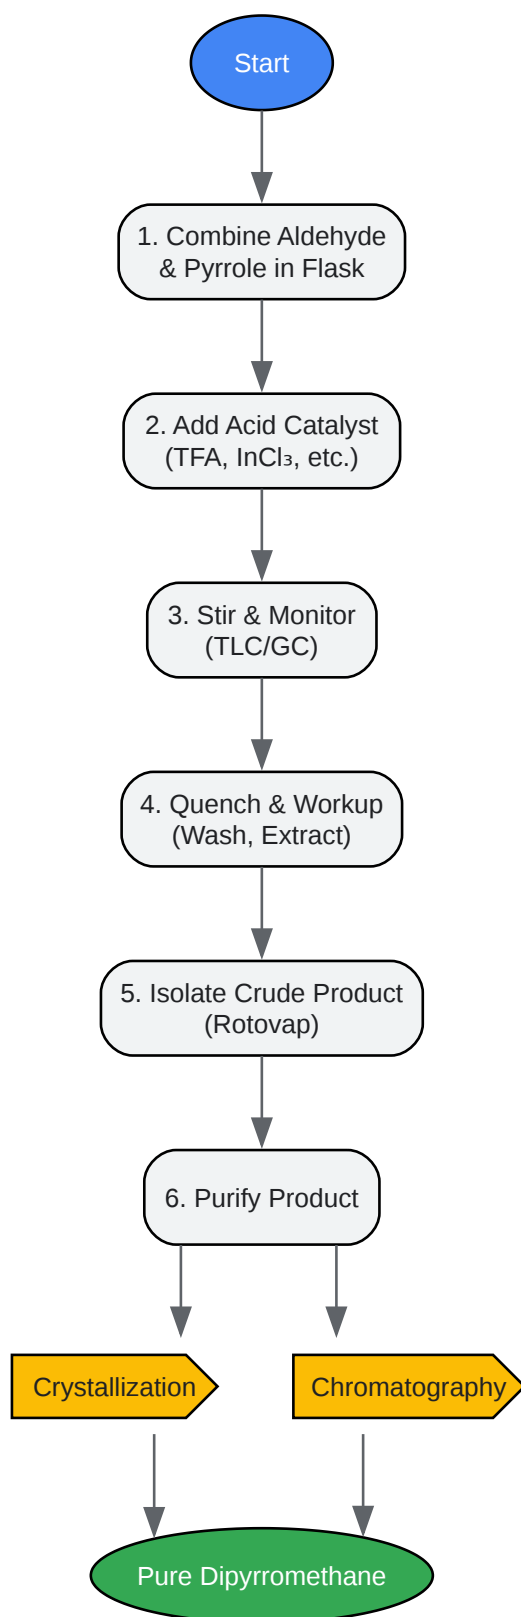 Start
1. Combine Aldehyde
& Pyrrole in Flask
2. Add Acid Catalyst
(TFA, InCl₃, etc.)
3. Stir & Monitor
(TLC/GC)
4. Quench & Workup
(Wash, Extract)
5. Isolate Crude Product
(Rotovap)
6. Purify Product
Crystallization
Chromatography
Pure Dipyrromethane